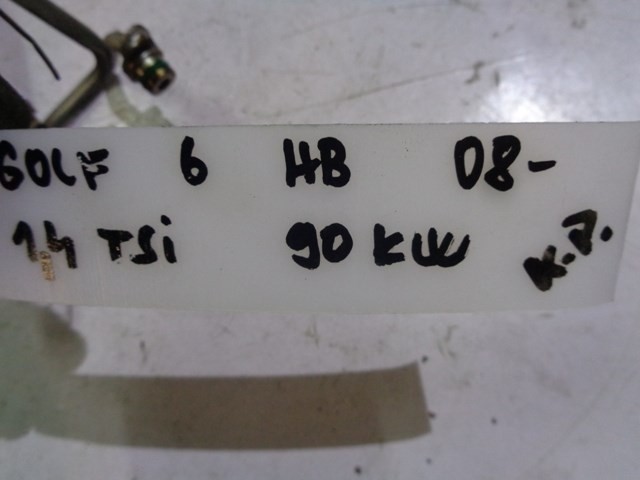 GOLF 6 HB 08-
1.4 TSi 90 KW